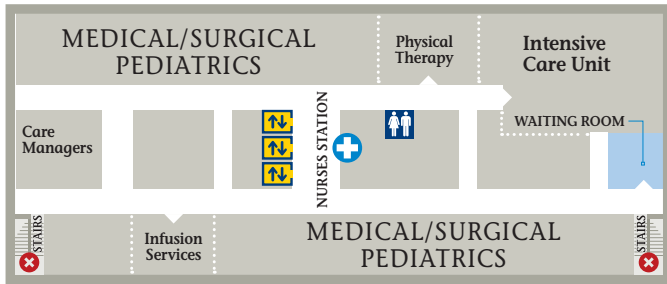 MEDICAL/SURGICAL
PEDIATRICS
Physical
Therapy
Intensive
Care Unit
Care
Managers
NURSES STATION
WAITING ROOM
STAIRS
Infusion
Services
MEDICAL/SURGICAL
PEDIATRICS
STAIRS